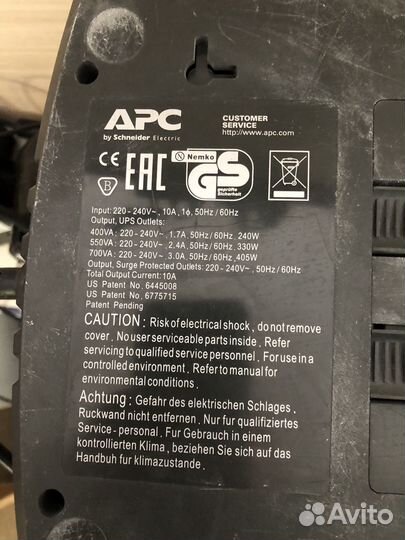 APC
by Schneider Electric
CUSTOMER
SERVICE
http://www.apc.com
CE EAC Nemko GS
geprüfte
Sicherheit
B
Input: 220 - 240V~, 10A, 1ϕ, 50Hz / 60Hz
Output, UPS Outlets:
400VA: 220 - 240V~, 1.7A, 50Hz / 60Hz, 240W
550VA: 220 - 240V~, 2.4A, 50Hz / 60Hz, 330W
700VA: 220 - 240V~, 3.0A, 50Hz / 60Hz, 405W
Output, Surge Protected Outlets: 220 - 240V~, 50Hz / 60Hz
Total Output Current: 10A
US Patent No. 6445008
US Patent No. 6775715
Patent Pending
CAUTION: Risk of electrical shock, do not remove
cover. No user serviceable parts inside. Refer
servicing to qualified service personnel. For use in a
controlled environment. Refer to manual for
environmental conditions.
Achtung: Gefahr des elektrischen Schlages.
Ruckwand nicht entfernen. Nur fur qualifiziertes
Service - personal. Fur Gebrauch in einem
kontrollierten Klima, beziehen Sie sich auf das
Handbuh fur klimazustande.
Avito